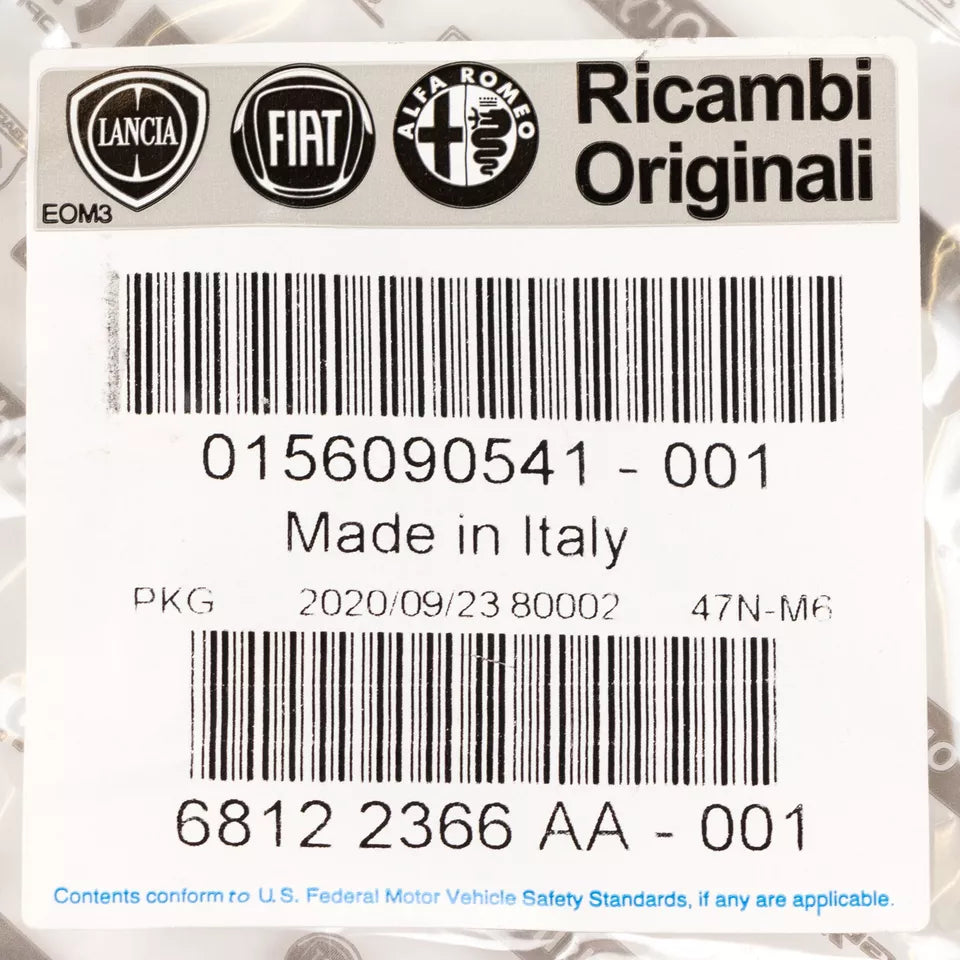 LANCIA
FIAT
ALFA ROMEO
Ricambi
Originali
EOM3
0156090541 - 001
Made in Italy
PKG 2020/09/23 80002 47N-M6
6812 2366 AA - 001
Contents conform to U.S. Federal Motor Vehicle Safety Standards, if any are applicable.